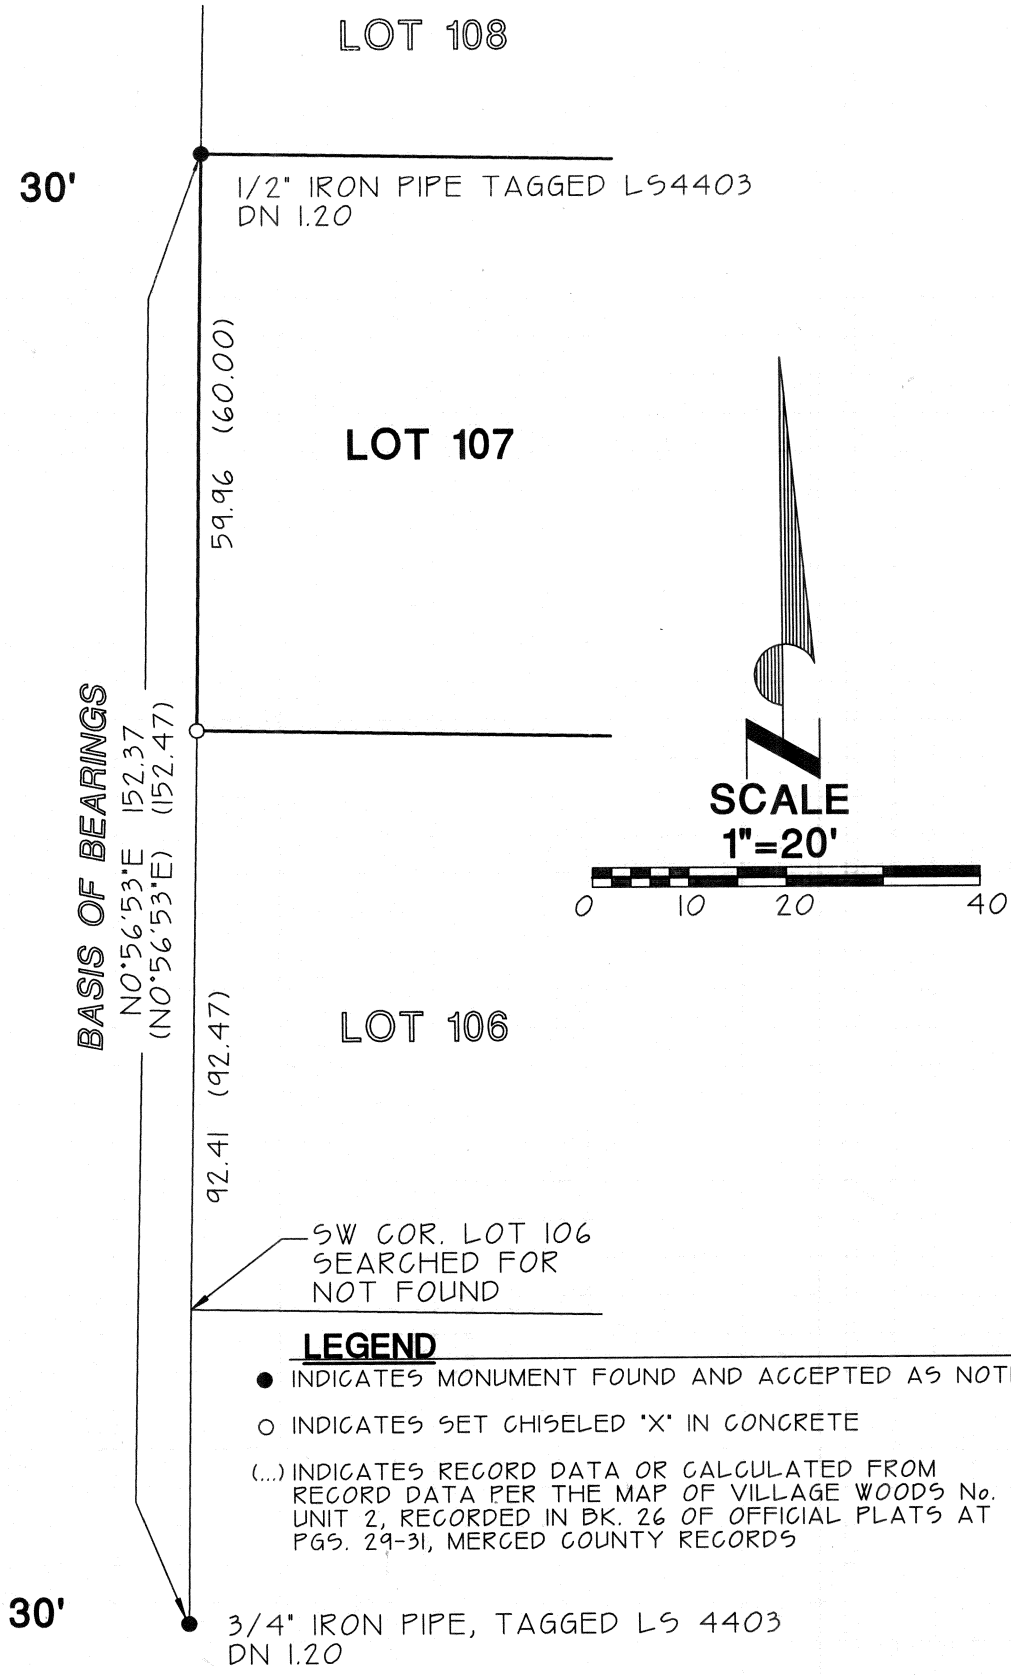 LOT 108
30'
1/2" IRON PIPE TAGGED LS4403
DN 1.20
59.96 (60.00)
LOT 107
BASIS OF BEARINGS
N0°56'53"E 152.37
(N0°56'53"E) (152.47)
Z
SCALE
1"=20'
0 10 20 40
LOT 106
92.41 (92.47)
SW COR. LOT 106
SEARCHED FOR
NOT FOUND
LEGEND
● INDICATES MONUMENT FOUND AND ACCEPTED AS NOT
○ INDICATES SET CHISELED "X" IN CONCRETE
(...) INDICATES RECORD DATA OR CALCULATED FROM
RECORD DATA PER THE MAP OF VILLAGE WOODS No.
UNIT 2, RECORDED IN BK. 26 OF OFFICIAL PLATS AT
PGS. 29-31, MERCED COUNTY RECORDS
30'
3/4" IRON PIPE, TAGGED LS 4403
DN 1.20